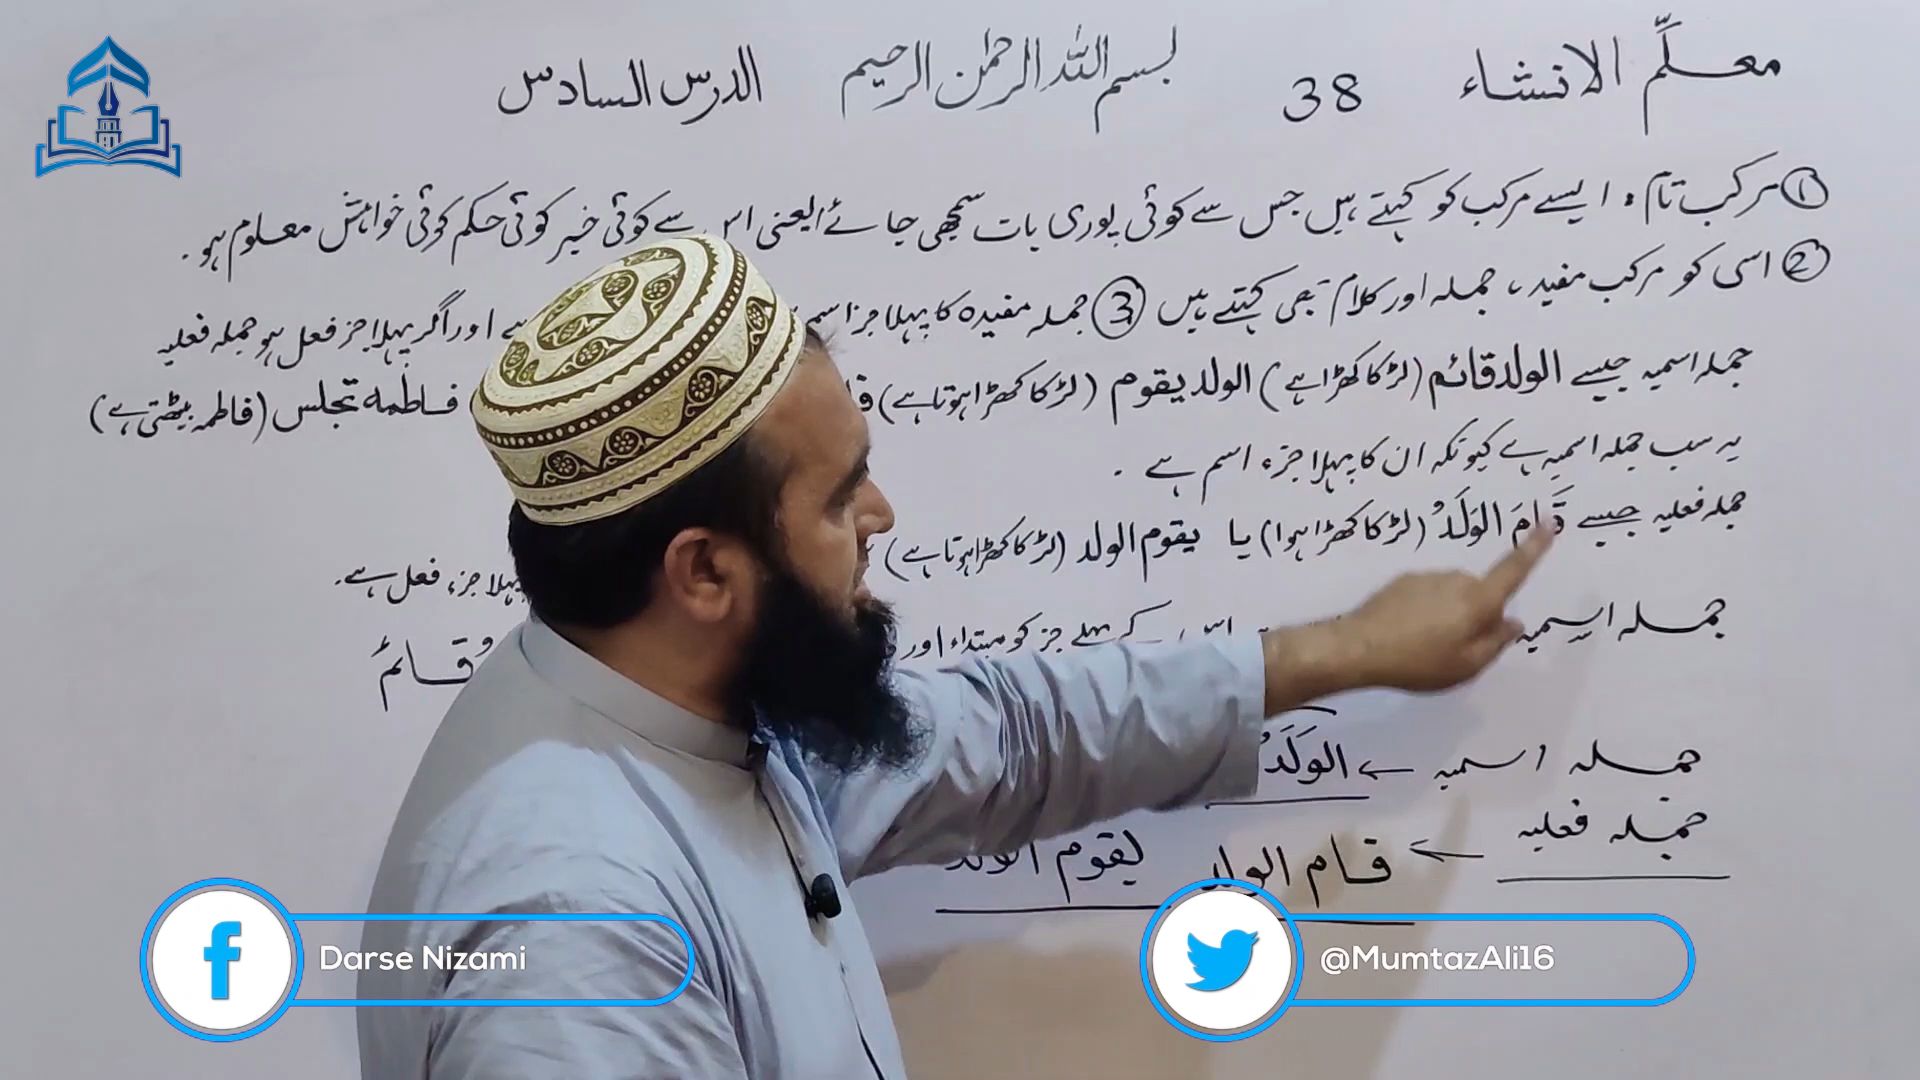 معلّم الانشاء 38 بسم اللہ الرحمٰن الرحیم الدرس السادس
① مرکب تام: ایسے مرکب کو کہتے ہیں جس سے کوئی پوری بات سمجھی جائے ایعنی اس سے کوئی خبر کوئی حکم کوئی خواہش معلوم ہو.
② اسی کو مرکب مفید، جملہ اور کلام بھی کہتے ہیں ③ جملہ مفیدہ کا پہلا جز اسم اور اگر پہلا جز فعل ہو جملہ فعلیہ
جملہ اسمیہ جیسے الولد قائم (لڑکا کھڑا ہے) الولد یقوم (لڑکا کھڑا ہوتا ہے) فاطمہ تجلس (فاطمہ بیٹھتی ہے)
یہ سب جملہ اسمیہ ہے کیونکہ ان کا پہلا جزء اسم ہے.
جملہ فعلیہ جیسے قَامَ الوَلَدُ (لڑکا کھڑا ہوا) یا یقوم الولد (لڑکا کھڑا ہوتا ہے) پہلا جزء فعل ہے.
جملہ اسمیہ اس کے پہلے جز کو مبتداء اور قائمٌ
جملہ اسمیہ ← الوَلَدُ
جملہ فعلیہ ← قام الولد یقوم الولد
Darse Nizami
@MumtazAli16